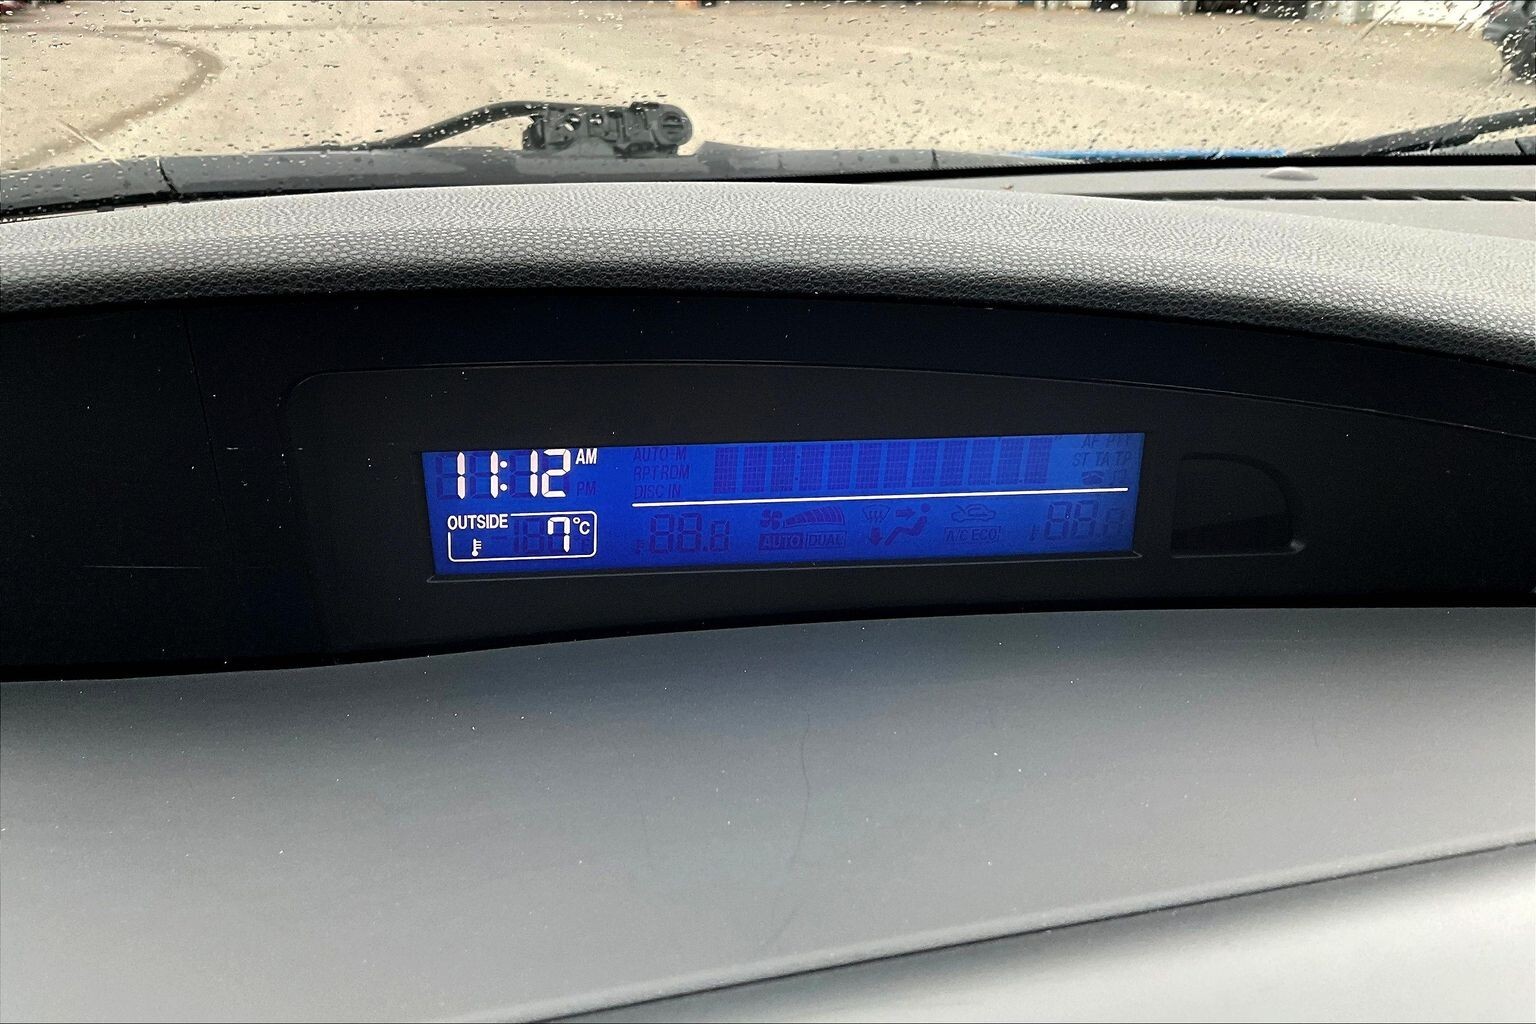 11:12 AM
PM
AUTO-M
RPT RDM
DISC IN
AF PTY
ST TA TP
OUTSIDE
7°C
88.8
AUTO DUAL
A/C ECO
88.8